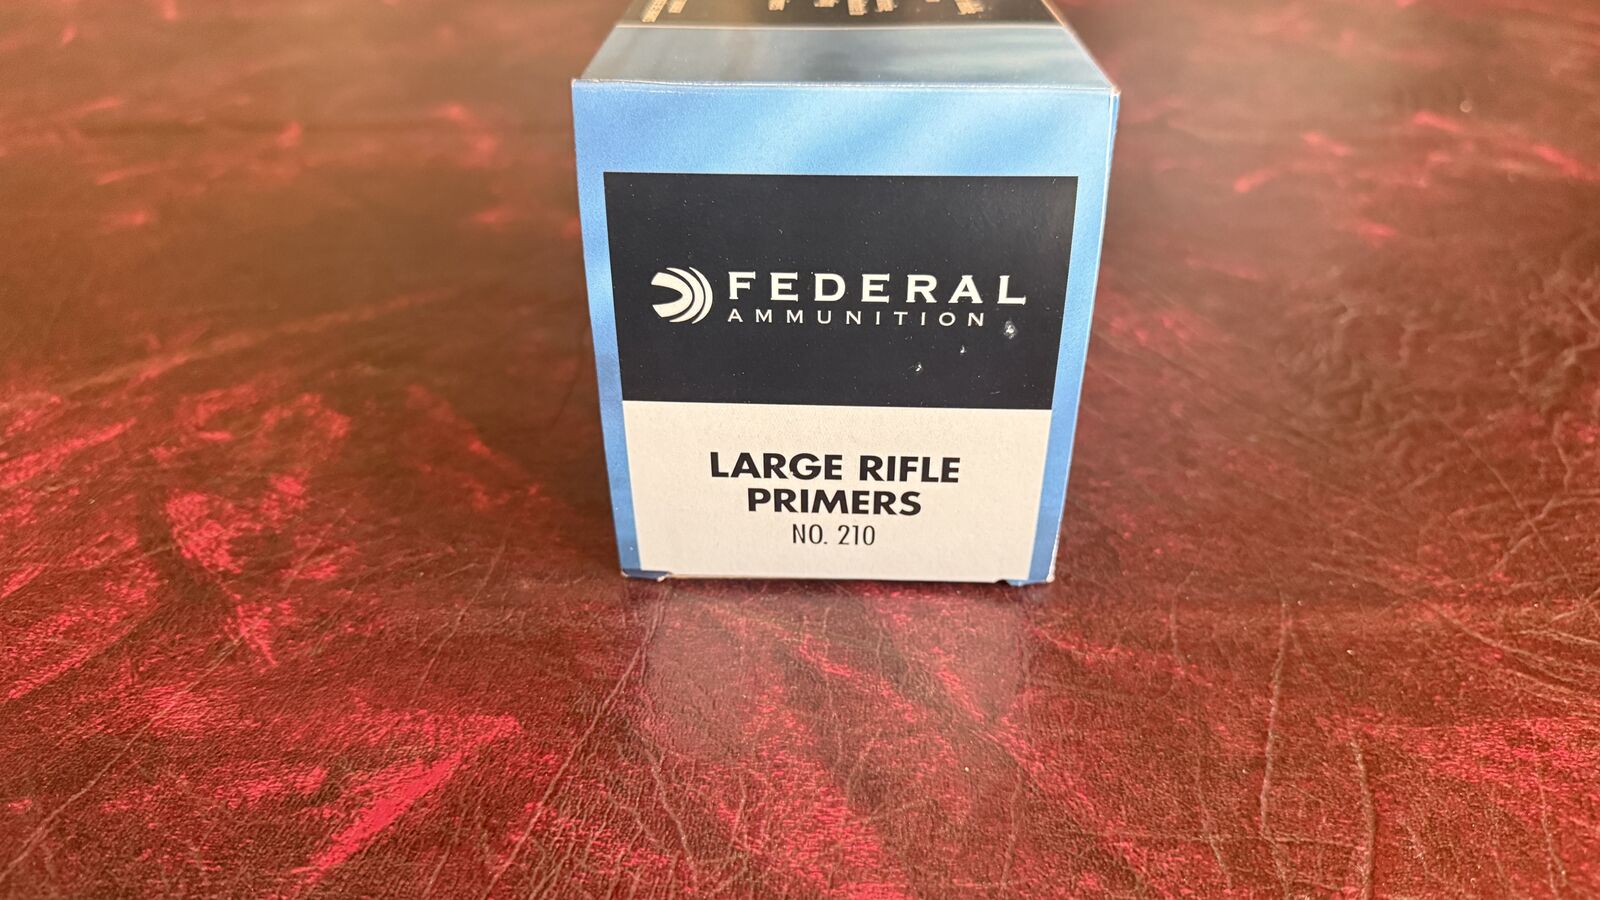 FEDERAL
AMMUNITION
LARGE RIFLE
PRIMERS
NO. 210